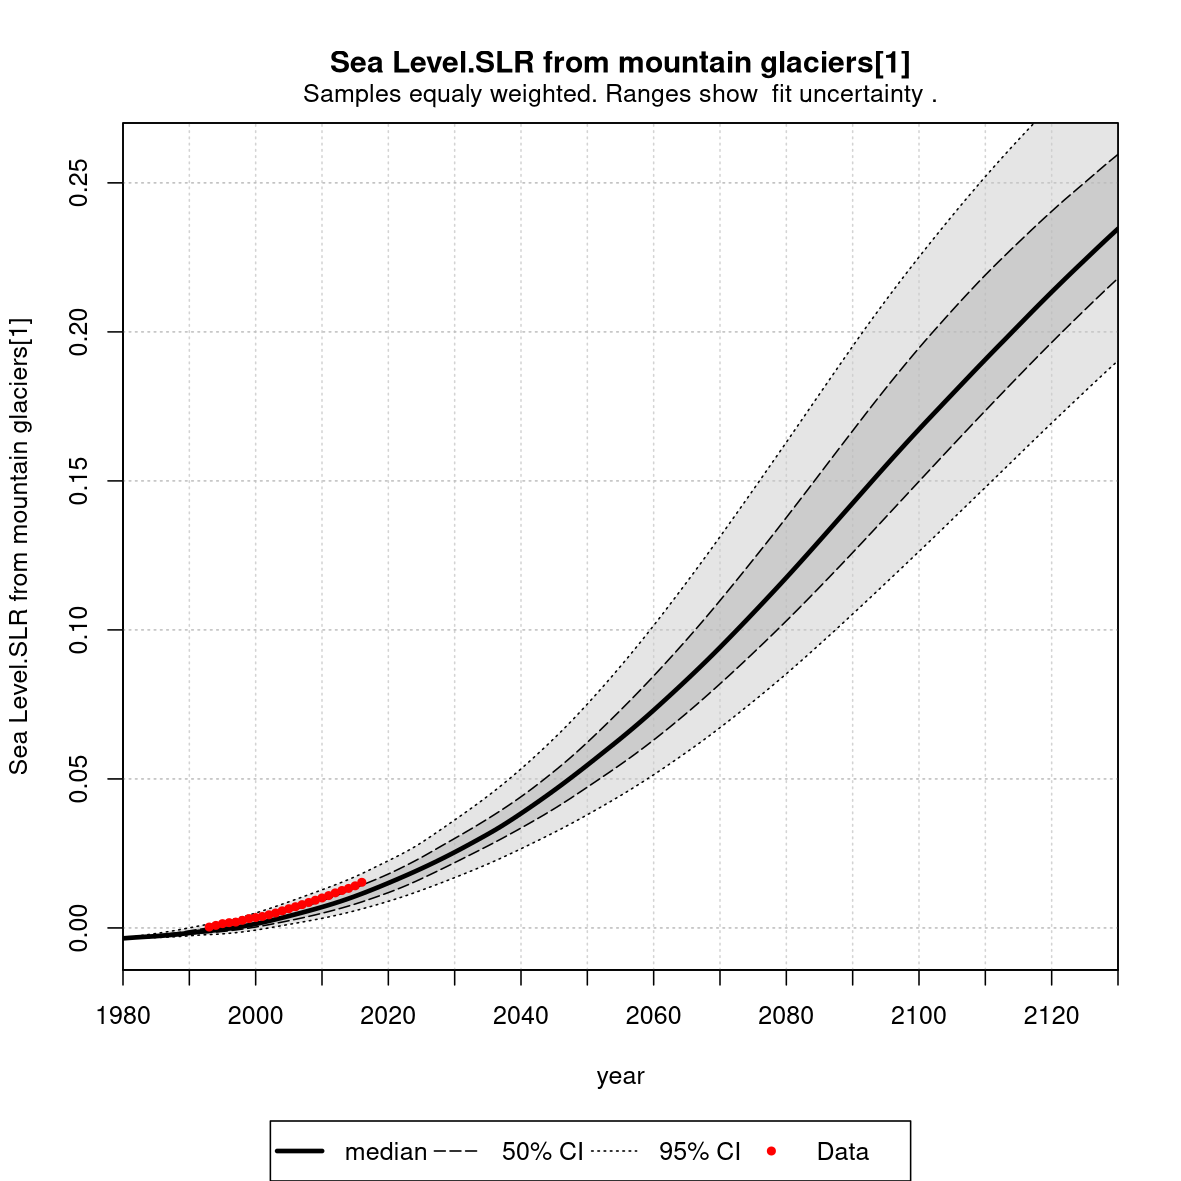 Sea Level.SLR from mountain glaciers[1]
Samples equaly weighted. Ranges show  fit uncertainty .
Sea Level.SLR from mountain glaciers[1]
0.25
0.20
0.15
0.10
0.05
0.00
1980 2000 2020 2040 2060 2080 2100 2120
year
median 50% CI 95% CI Data